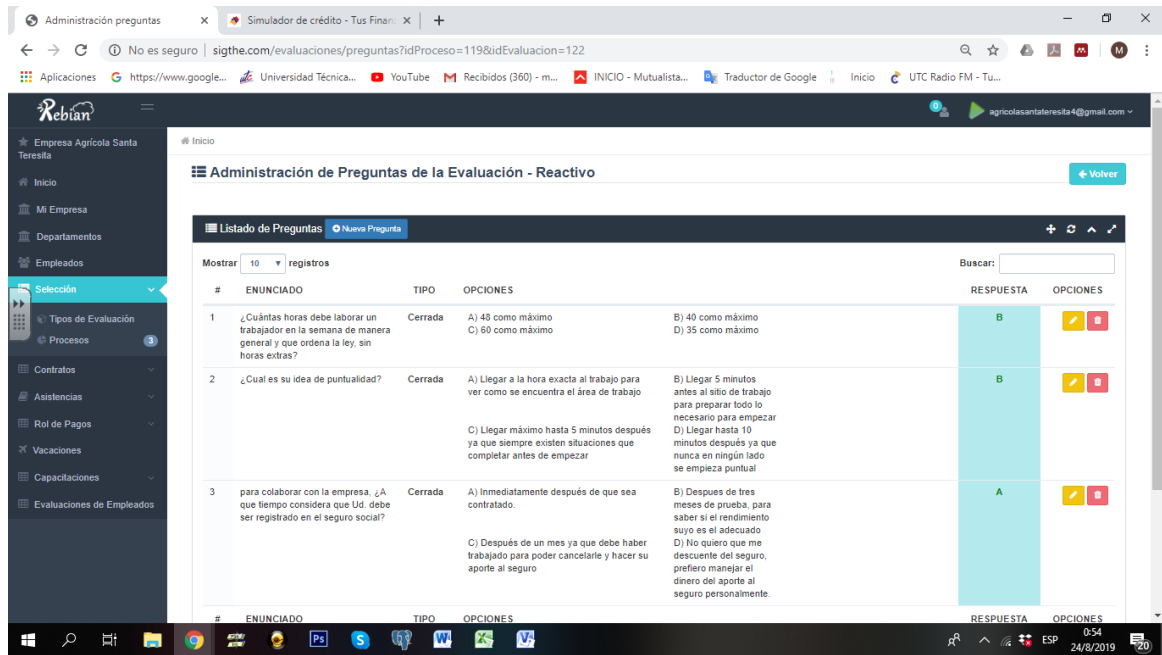 Administración preguntas
Simulador de crédito - Tus Finan
No es seguro | sigthe.com/evaluaciones/preguntas?idProceso=119&idEvaluacion=122
M
Aplicaciones
https://www.google...
Universidad Técnica...
YouTube
Recibidos (360) - m...
INICIO - Mutualista...
Traductor de Google
Inicio
UTC Radio FM - Tu...
Rebian
0
agricolasantateresita4@gmail.com
Empresa Agrícola Santa
Teresita
Inicio
Mi Empresa
Departamentos
Empleados
Selección
Tipos de Evaluación
Procesos 3
Contratos
Asistencias
Rol de Pagos
Vacaciones
Capacitaciones
Evaluaciones de Empleados
Inicio
Administración de Preguntas de la Evaluación - Reactivo
Volver
Listado de Preguntas
Nueva Pregunta
Mostrar 10 registros
Buscar:
# ENUNCIADO TIPO OPCIONES RESPUESTA OPCIONES
1
¿Cuántas horas debe laborar un
trabajador en la semana de manera
general y que ordena la ley, sin
horas extras?
Cerrada
A) 48 como máximo
B) 40 como máximo
C) 60 como máximo
D) 35 como máximo
B
2
¿Cual es su idea de puntualidad?
Cerrada
A) Llegar a la hora exacta al trabajo para
ver como se encuentra el área de trabajo
B) Llegar 5 minutos
antes al sitio de trabajo
para preparar todo lo
necesario para empezar
C) Llegar máximo hasta 5 minutos después
ya que siempre existen situaciones que
completar antes de empezar
D) Llegar hasta 10
minutos después ya que
nunca en ningún lado
se empieza puntual
B
3
para colaborar con la empresa, ¿A
que tiempo considera que Ud. debe
ser registrado en el seguro social?
Cerrada
A) Inmediatamente después de que sea
contratado.
B) Despues de tres
meses de prueba, para
saber si el rendimiento
suyo es el adecuado
C) Después de un mes ya que debe haber
trabajado para poder cancelarle y hacer su
aporte al seguro
D) No quiero que me
descuente del seguro,
prefiero manejar el
dinero del aporte al
seguro personalmente.
A
# ENUNCIADO TIPO OPCIONES RESPUESTA OPCIONES
Ps
ESP
0:54
24/8/2019
20